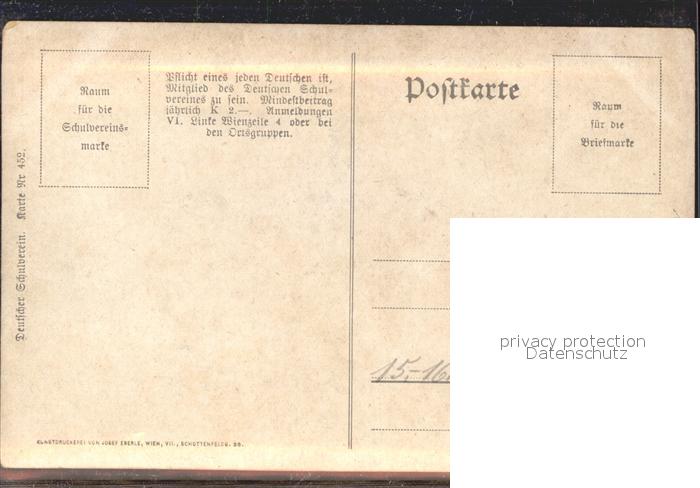 Raum
für die
Schulvereins-
marke
Pflicht eines jeden Deutschen ist,
Mitglied des Deutschen Schul-
vereines zu sein. Mindestbeitrag
jährlich K 2.—. Anmeldungen
VI. Linke Wienzeile 4 oder bei
den Ortsgruppen.
Postkarte
Raum
für die
Briefmarke
Deutscher Schulverein. Karte Nr 452.
privacy protection
Datenschutz
15.-16.
KUNSTDRUCKEREI VON JOSEF EBERLE, WIEN, VII., SCHOTTENFELDG. 38.